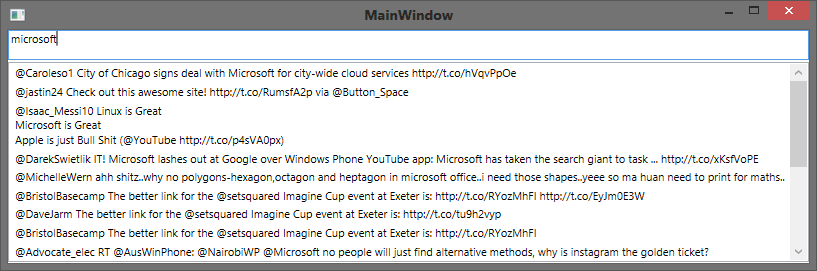 MainWindow
microsoft
@Caroleso1 City of Chicago signs deal with Microsoft for city-wide cloud services http://t.co/hVqvPpOe
@jastin24 Check out this awesome site! http://t.co/RumsfA2p via @Button_Space
@Isaac_Messi10 Linux is Great
Microsoft is Great
Apple is just Bull Shit (@YouTube http://t.co/p4sVA0px)
@DarekSwietlik IT! Microsoft lashes out at Google over Windows Phone YouTube app: Microsoft has taken the search giant to task ... http://t.co/xKsfVoPE
@MichelleWern ahh shitz..why no polygons-hexagon,octagon and heptagon in microsoft office..i need those shapes..yeee so ma huan need to print for maths..
@BristolBasecamp The better link for the @setsquared Imagine Cup event at Exeter is: http://t.co/RYozMhFI http://t.co/EyJm0E3W
@DaveJarm The better link for the @setsquared Imagine Cup event at Exeter is: http://t.co/tu9h2vyp
@BristolBasecamp The better link for the @setsquared Imagine Cup event at Exeter is: http://t.co/RYozMhFI
@Advocate_elec RT @AusWinPhone: @NairobiWP @Microsoft no people will just find alternative methods, why is instagram the golden ticket?